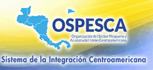 OSPESCA
Organización del Sector Pesquero y
Acuícola del Istmo Centroamericano
Sistema de la Integración Centroamericana